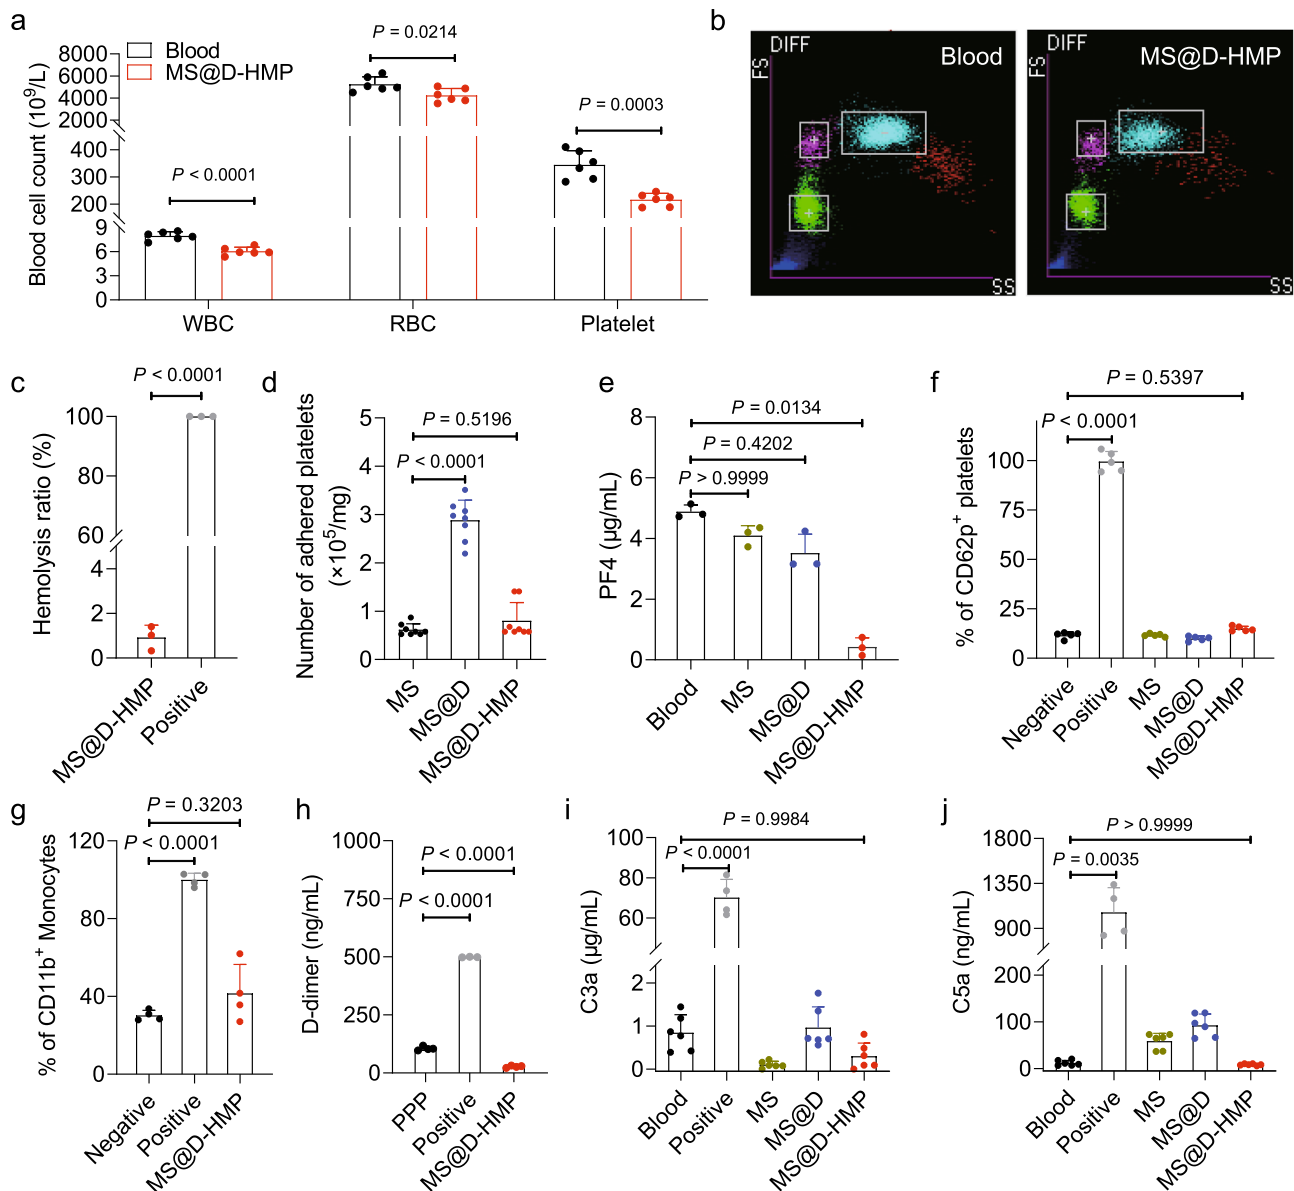 a
Blood cell count (10⁹/L)
8000
6000
4000
2000
400
300
200
9
6
3
0
Blood
MS@D-HMP
P < 0.0001
P = 0.0214
P = 0.0003
WBC
RBC
Platelet
b
DIFF
FS
Blood
SS
DIFF
FS
MS@D-HMP
SS
c
Hemolysis ratio (%)
P < 0.0001
100
80
60
4
2
0
MS@D-HMP
Positive
d
Number of adhered platelets
(×10⁵/mg)
P = 0.5196
P < 0.0001
5
4
3
2
1
0
MS
MS@D
MS@D-HMP
e
PF4 (μg/mL)
P = 0.0134
P = 0.4202
P > 0.9999
8
6
4
2
0
Blood
MS
MS@D
MS@D-HMP
f
% of CD62p⁺ platelets
P = 0.5397
P < 0.0001
100
75
50
25
0
Negative
Positive
MS
MS@D
MS@D-HMP
g
% of CD11b⁺ Monocytes
P = 0.3203
P < 0.0001
120
80
40
0
Negative
Positive
MS@D-HMP
h
D-dimer (ng/mL)
P < 0.0001
P < 0.0001
1000
750
500
250
0
PPP
Positive
MS@D-HMP
i
C3a (μg/mL)
P = 0.9984
P < 0.0001
100
80
60
2
1
0
Blood
Positive
MS
MS@D
MS@D-HMP
j
C5a (ng/mL)
P > 0.9999
P = 0.0035
1800
1350
900
200
100
0
Blood
Positive
MS
MS@D
MS@D-HMP